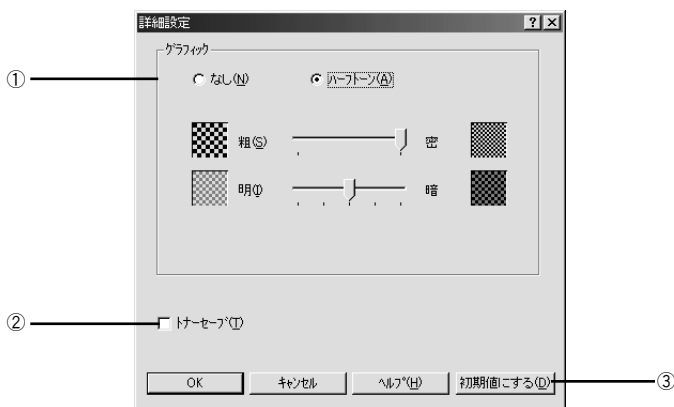 詳細設定
グラフィック
① なし(N) ハーフトーン(A)
粗(S) 密
明(I) 暗
② トナーセーブ(T)
OK キャンセル ヘルプ(H) 初期値にする(D) ③